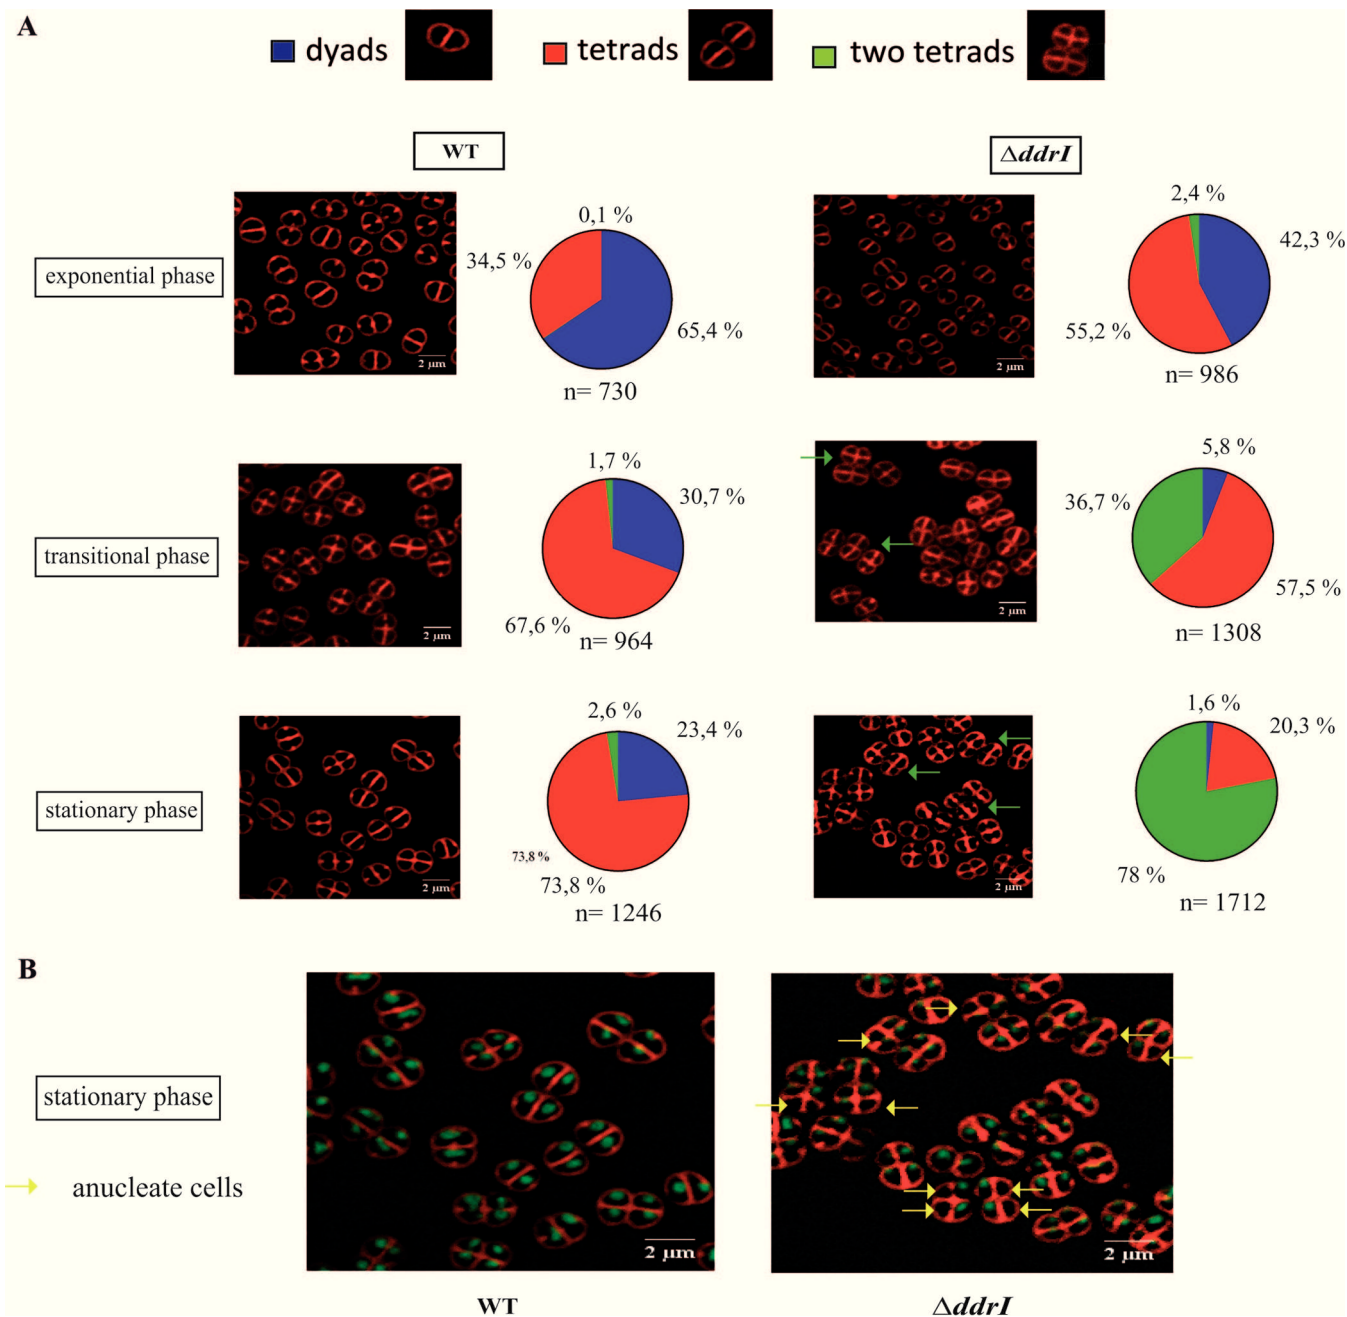 A
dyads
tetrads
two tetrads
WT
ΔddrI
exponential phase
0,1 %
34,5 %
65,4 %
n= 730
2 μm
2,4 %
42,3 %
55,2 %
n= 986
2 μm
transitional phase
1,7 %
30,7 %
67,6 %
n= 964
2 μm
5,8 %
36,7 %
57,5 %
n= 1308
2 μm
stationary phase
2,6 %
23,4 %
73,8 %
73,8 %
n= 1246
2 μm
1,6 %
20,3 %
78 %
n= 1712
2 μm
B
stationary phase
anucleate cells
2 μm
2 μm
WT
ΔddrI